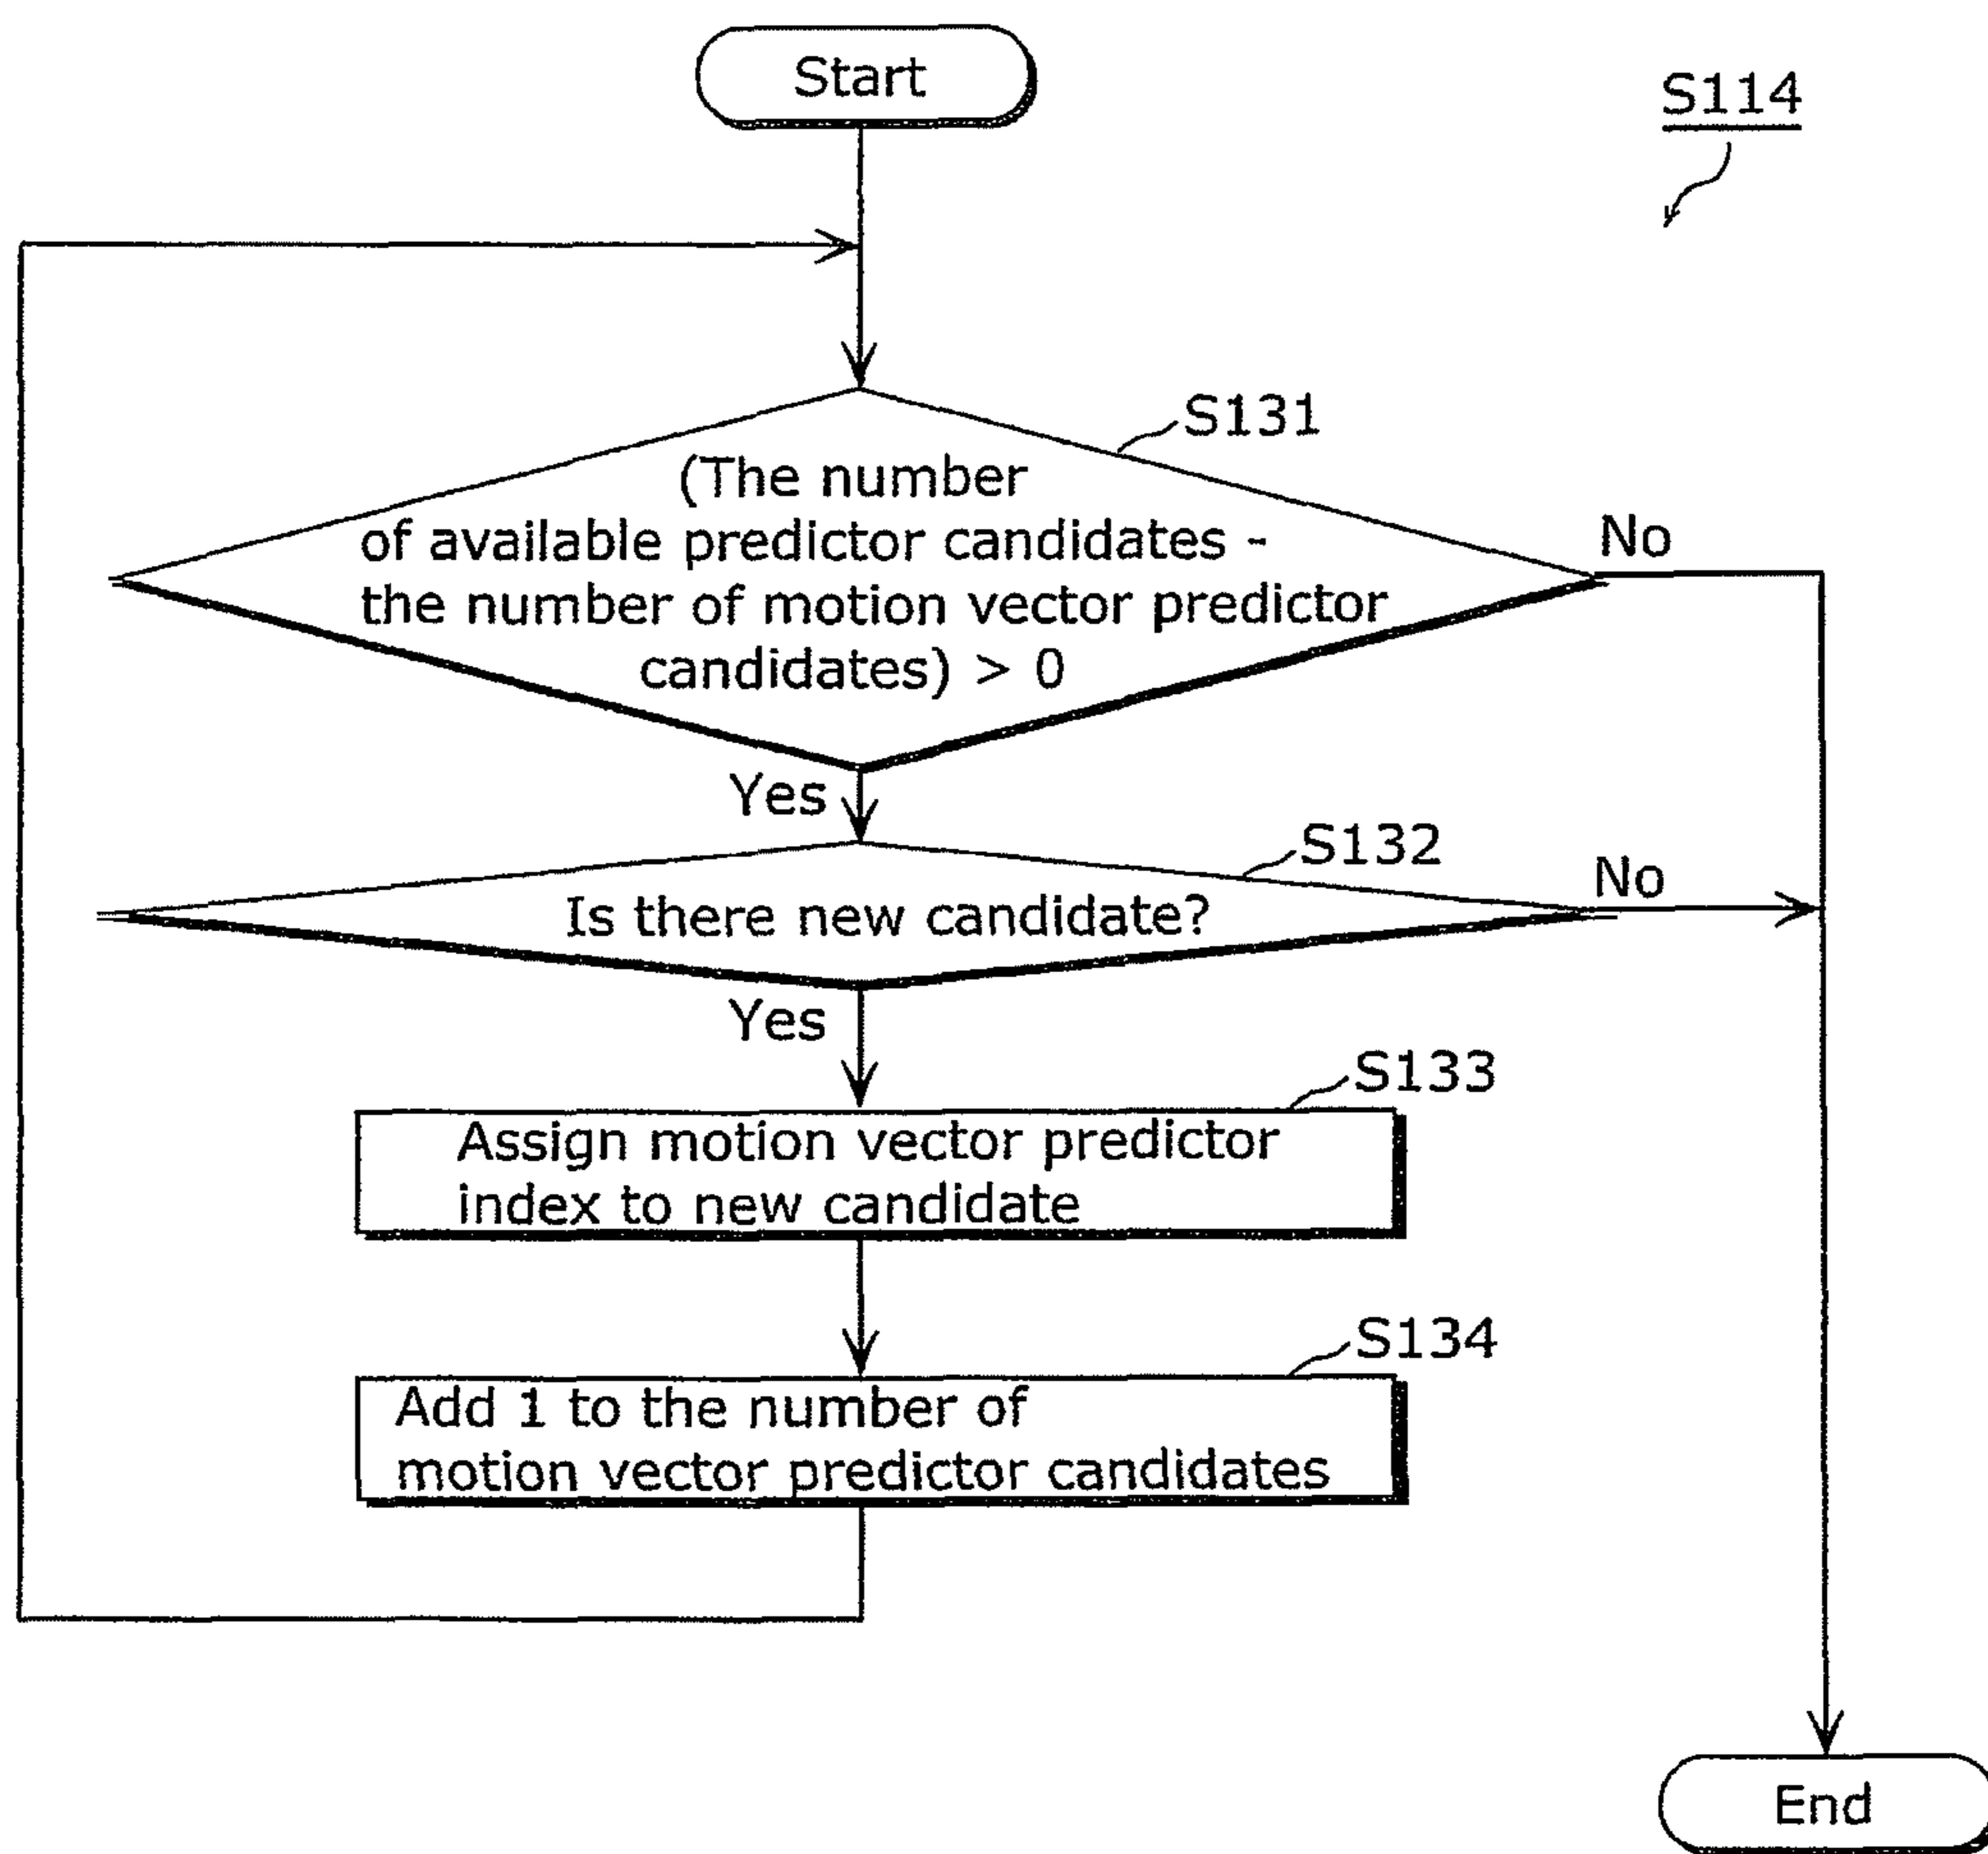 Start
S114
S131
(The number
of available predictor candidates -
the number of motion vector predictor
candidates) > 0
No
Yes
S132
Is there new candidate?
No
Yes
S133
Assign motion vector predictor
index to new candidate
S134
Add 1 to the number of
motion vector predictor candidates
End